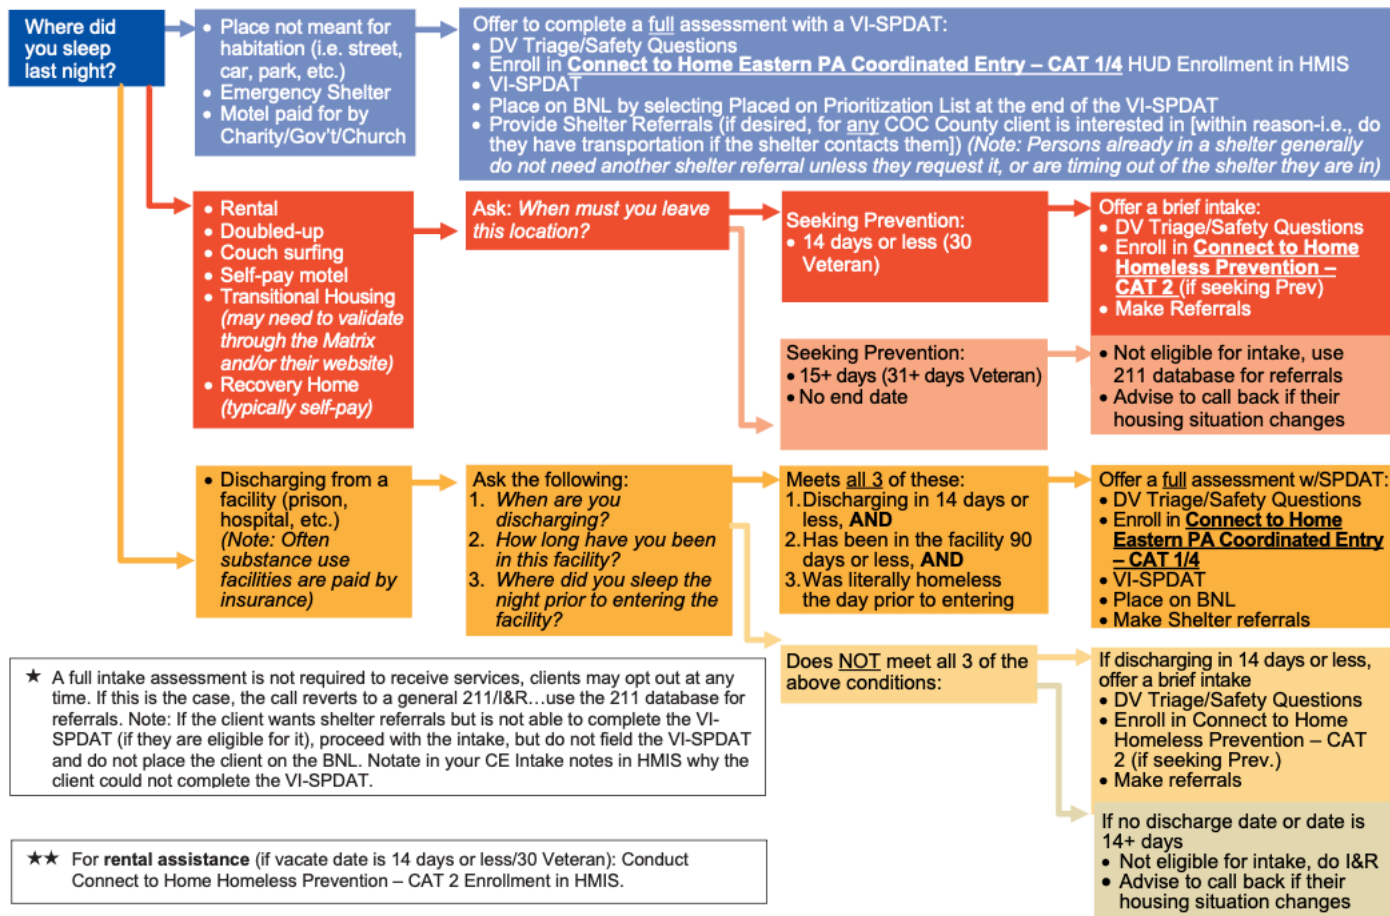 Where did
you sleep
last night?
• Place not meant for
habitation (i.e. street,
car, park, etc.)
• Emergency Shelter
• Motel paid for by
Charity/Gov't/Church
Offer to complete a full assessment with a VI-SPDAT:
• DV Triage/Safety Questions
• Enroll in Connect to Home Eastern PA Coordinated Entry – CAT 1/4 HUD Enrollment in HMIS
• VI-SPDAT
• Place on BNL by selecting Placed on Prioritization List at the end of the VI-SPDAT
• Provide Shelter Referrals (if desired, for any COC County client is interested in [within reason-i.e., do
they have transportation if the shelter contacts them]) (Note: Persons already in a shelter generally
do not need another shelter referral unless they request it, or are timing out of the shelter they are in)
• Rental
• Doubled-up
• Couch surfing
• Self-pay motel
• Transitional Housing
(may need to validate
through the Matrix
and/or their website)
• Recovery Home
(typically self-pay)
Ask: When must you leave
this location?
Seeking Prevention:
• 14 days or less (30
Veteran)
Offer a brief intake:
• DV Triage/Safety Questions
• Enroll in Connect to Home
Homeless Prevention –
CAT 2 (if seeking Prev)
• Make Referrals
Seeking Prevention:
• 15+ days (31+ days Veteran)
• No end date
• Not eligible for intake, use
211 database for referrals
• Advise to call back if their
housing situation changes
• Discharging from a
facility (prison,
hospital, etc.)
(Note: Often
substance use
facilities are paid by
insurance)
Ask the following:
1. When are you
discharging?
2. How long have you been
in this facility?
3. Where did you sleep the
night prior to entering the
facility?
Meets all 3 of these:
1. Discharging in 14 days or
less, AND
2. Has been in the facility 90
days or less, AND
3. Was literally homeless
the day prior to entering
Offer a full assessment w/SPDAT:
• DV Triage/Safety Questions
• Enroll in Connect to Home
Eastern PA Coordinated Entry
– CAT 1/4
• VI-SPDAT
• Place on BNL
• Make Shelter referrals
Does NOT meet all 3 of the
above conditions:
If discharging in 14 days or less,
offer a brief intake
• DV Triage/Safety Questions
• Enroll in Connect to Home
Homeless Prevention – CAT
2 (if seeking Prev.)
• Make referrals
If no discharge date or date is
14+ days
• Not eligible for intake, do I&R
• Advise to call back if their
housing situation changes
★ A full intake assessment is not required to receive services, clients may opt out at any
time. If this is the case, the call reverts to a general 211/I&R…use the 211 database for
referrals. Note: If the client wants shelter referrals but is not able to complete the VI-
SPDAT (if they are eligible for it), proceed with the intake, but do not field the VI-SPDAT
and do not place the client on the BNL. Notate in your CE Intake notes in HMIS why the
client could not complete the VI-SPDAT.
★★ For rental assistance (if vacate date is 14 days or less/30 Veteran): Conduct
Connect to Home Homeless Prevention – CAT 2 Enrollment in HMIS.